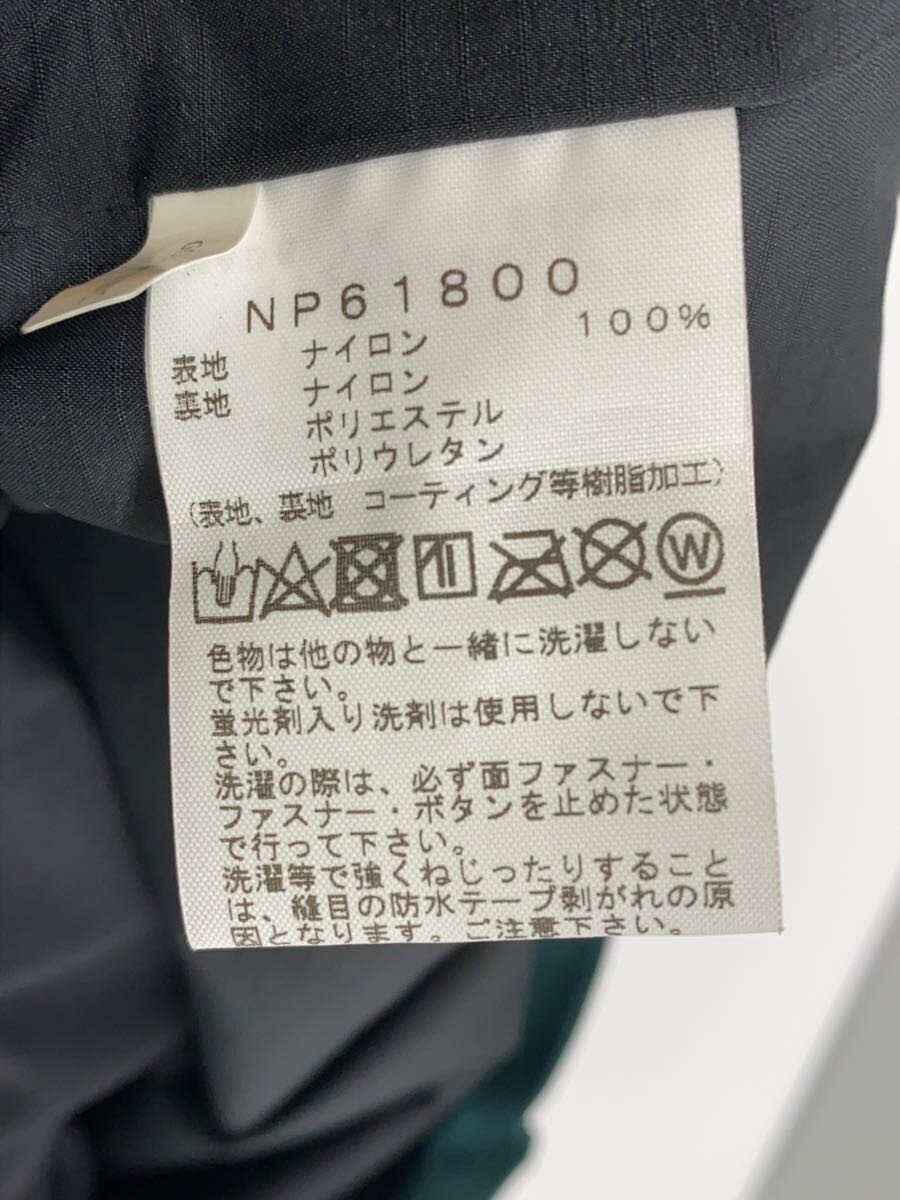 NP61800
表地 ナイロン 100%
裏地 ナイロン
ポリエステル
ポリウレタン
(表地、裏地 コーティング等樹脂加工)
W
色物は他の物と一緒に洗濯しない
で下さい。
蛍光剤入り洗剤は使用しないで下
さい。
洗濯の際は、必ず面ファスナー・
ファスナー・ボタンを止めた状態
で行って下さい。
洗濯等で強くねじったりすること
は、縫目の防水テープ剥がれの原
因となります。ご注意下さい。